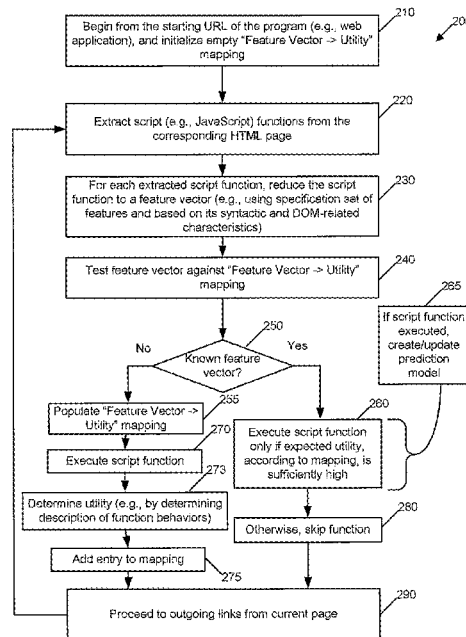 210
200
Begin from the starting URL of the program (e.g., web
application), and initialize empty "Feature Vector -> Utility"
mapping
220
Extract script (e.g., JavaScript) functions from the
corresponding HTML page
230
For each extracted script function, reduce the script
function to a feature vector (e.g., using specification set of
features and based on its syntactic and DOM-related
characteristics)
240
Test feature vector against "Feature Vector -> Utility"
mapping
265
If script function
executed,
create/update
prediction
model
250
No
Yes
Known feature
vector?
255
Populate "Feature Vector ->
Utility" mapping
260
Execute script function
only if expected utility,
according to mapping, is
sufficiently high
270
Execute script function
273
Determine utility (e.g., by determining
description of function behaviors)
280
Otherwise, skip function
Add entry to mapping
275
290
Proceed to outgoing links from current page